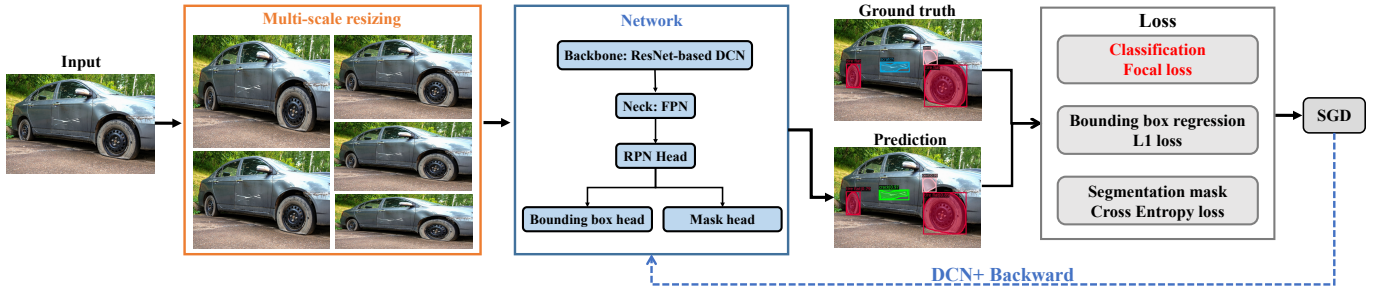 Input
Multi-scale resizing
Network
Backbone: ResNet-based DCN
Neck: FPN
RPN Head
Bounding box head
Mask head
Ground truth
Prediction
Loss
Classification
Focal loss
Bounding box regression
L1 loss
Segmentation mask
Cross Entropy loss
SGD
DCN+ Backward